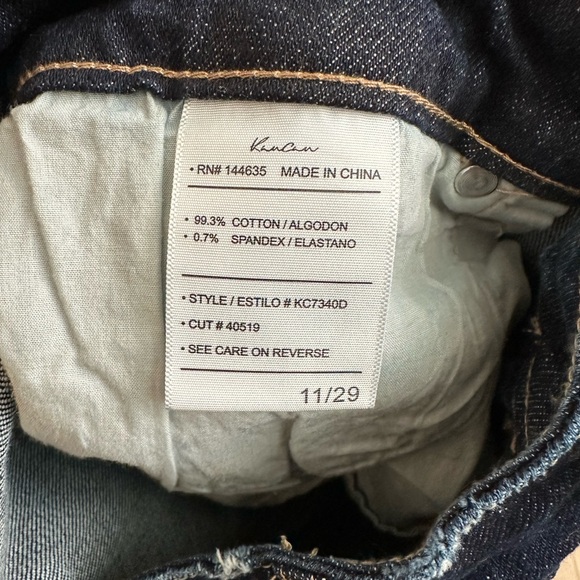 KanCan
• RN# 144635 MADE IN CHINA
• 99.3% COTTON / ALGODON
• 0.7% SPANDEX / ELASTANO
• STYLE / ESTILO # KC7340D
• CUT # 40519
• SEE CARE ON REVERSE
11/29